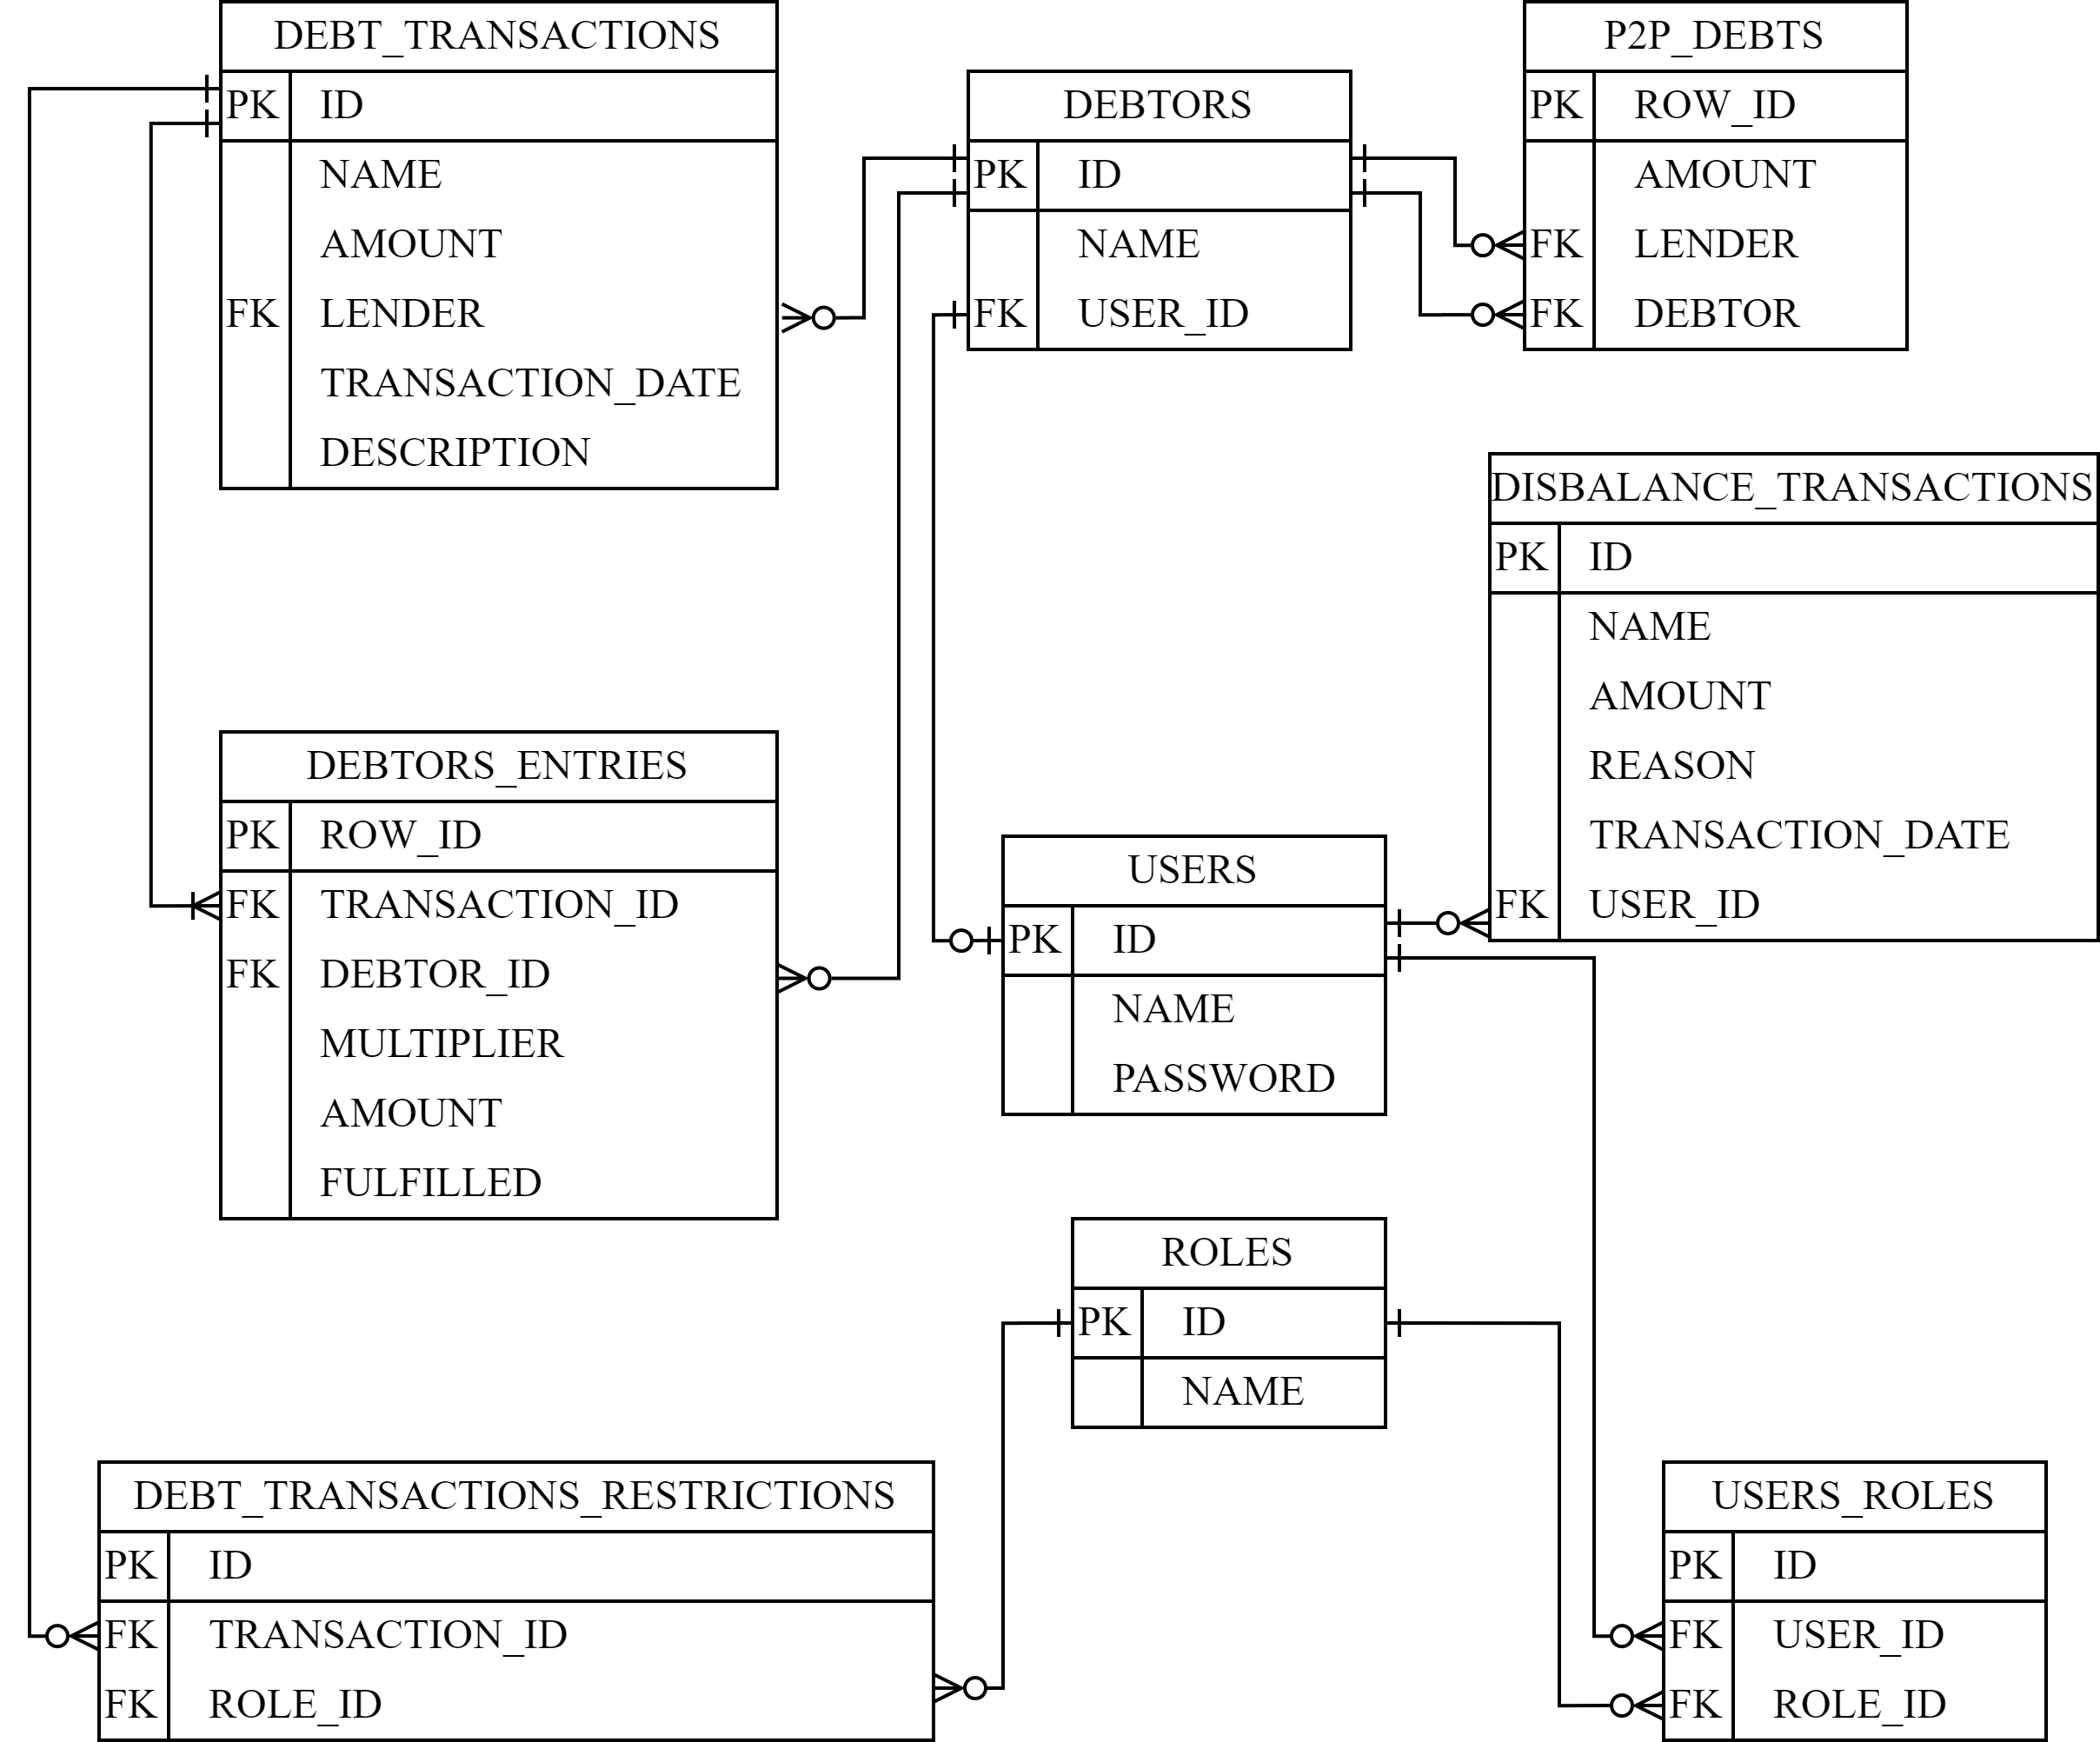 DEBT_TRANSACTIONS
PK ID
NAME
AMOUNT
FK LENDER
TRANSACTION_DATE
DESCRIPTION
DEBTORS
PK ID
NAME
FK USER_ID
P2P_DEBTS
PK ROW_ID
AMOUNT
FK LENDER
FK DEBTOR
DISBALANCE_TRANSACTIONS
PK ID
NAME
AMOUNT
REASON
TRANSACTION_DATE
FK USER_ID
DEBTORS_ENTRIES
PK ROW_ID
FK TRANSACTION_ID
FK DEBTOR_ID
MULTIPLIER
AMOUNT
FULFILLED
USERS
PK ID
NAME
PASSWORD
ROLES
PK ID
NAME
DEBT_TRANSACTIONS_RESTRICTIONS
PK ID
FK TRANSACTION_ID
FK ROLE_ID
USERS_ROLES
PK ID
FK USER_ID
FK ROLE_ID